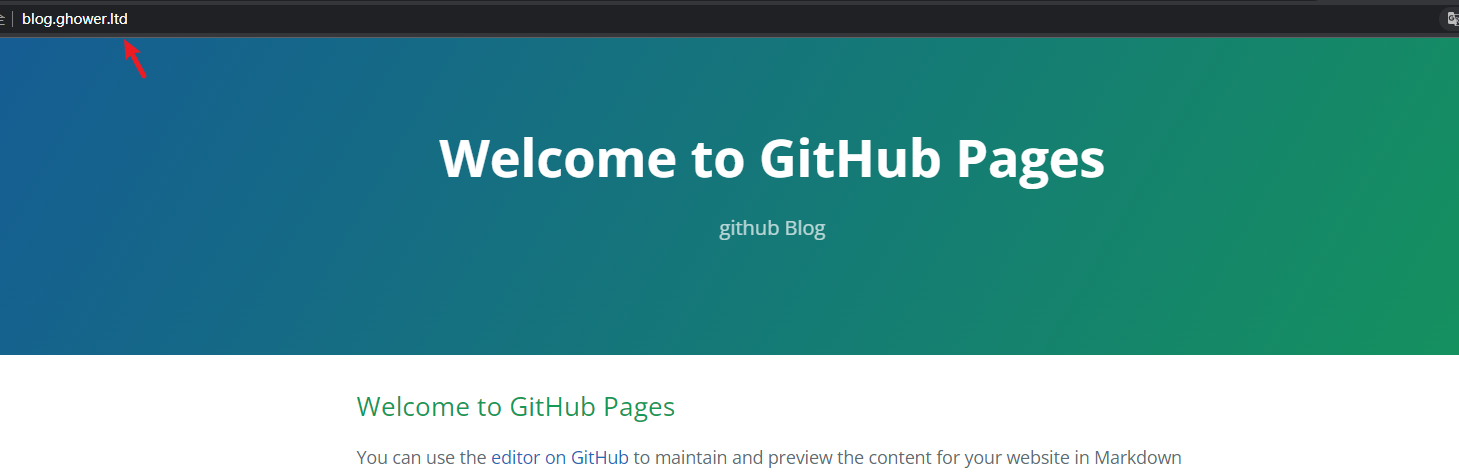 全 blog.ghower.ltd
Welcome to GitHub Pages
github Blog
Welcome to GitHub Pages
You can use the editor on GitHub to maintain and preview the content for your website in Markdown